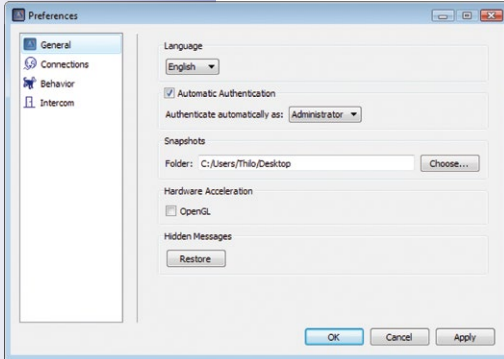 Preferences
General
Connections
Behavior
Intercom
Language
English
Automatic Authentication
Authenticate automatically as: Administrator
Snapshots
Folder: C:/Users/Thilo/Desktop Choose...
Hardware Acceleration
OpenGL
Hidden Messages
Restore
OK Cancel Apply